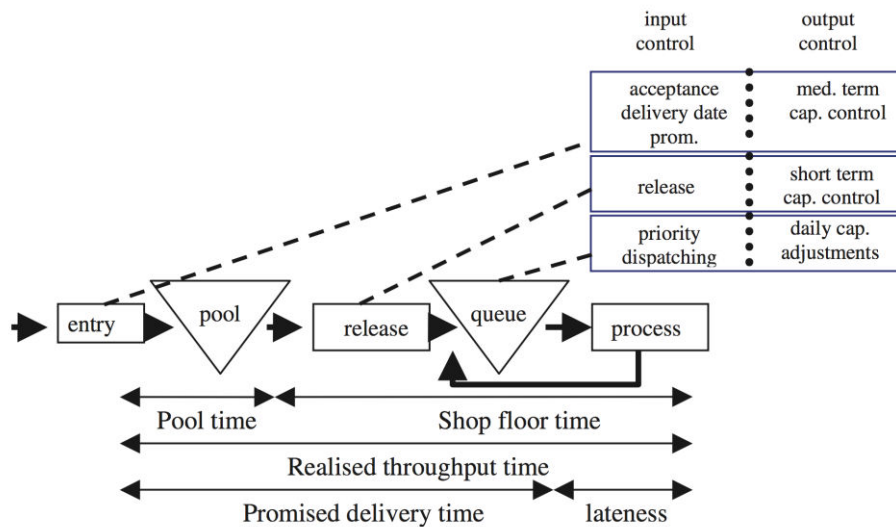 input
control
output
control
acceptance
delivery date
prom.
med. term
cap. control
release
short term
cap. control
priority
dispatching
daily cap.
adjustments
entry
pool
release
queue
process
Pool time
Shop floor time
Realised throughput time
Promised delivery time
lateness